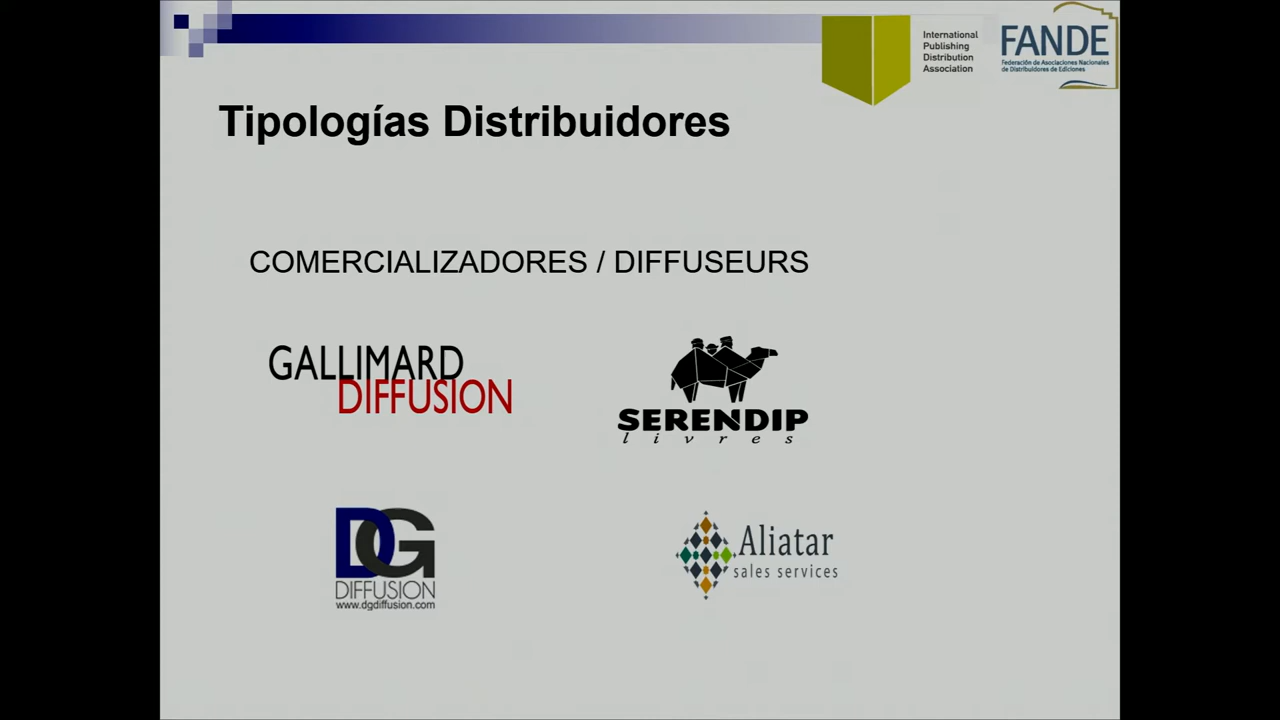 International
Publishing
Distribution
Association
FANDE
Federación de Asociaciones Nacionales
de Distribuidores de Ediciones
Tipologías Distribuidores
COMERCIALIZADORES / DIFFUSEURS
GALLIMARD
DIFFUSION
SERENDIP
livres
DG
DIFFUSION
www.dgdiffusion.com
Aliatar
sales services